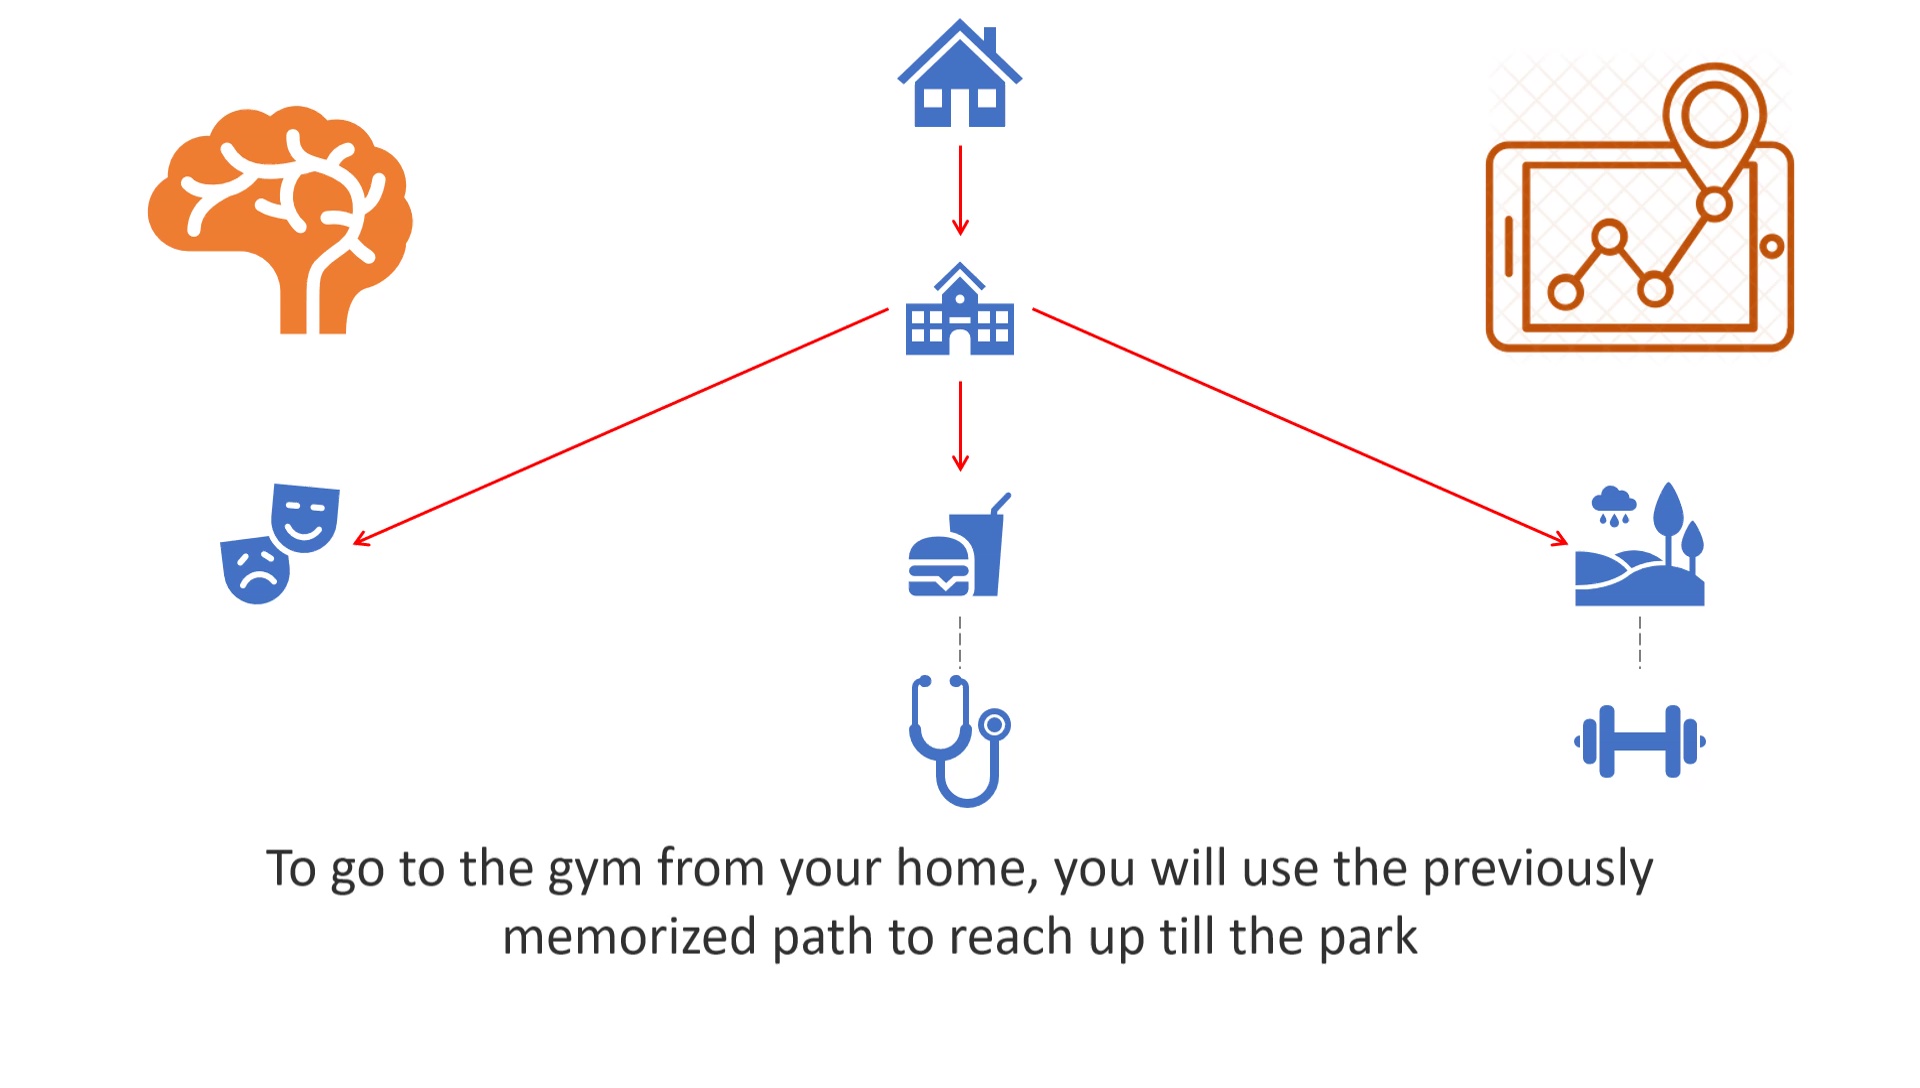 To go to the gym from your home, you will use the previously
memorized path to reach up till the park